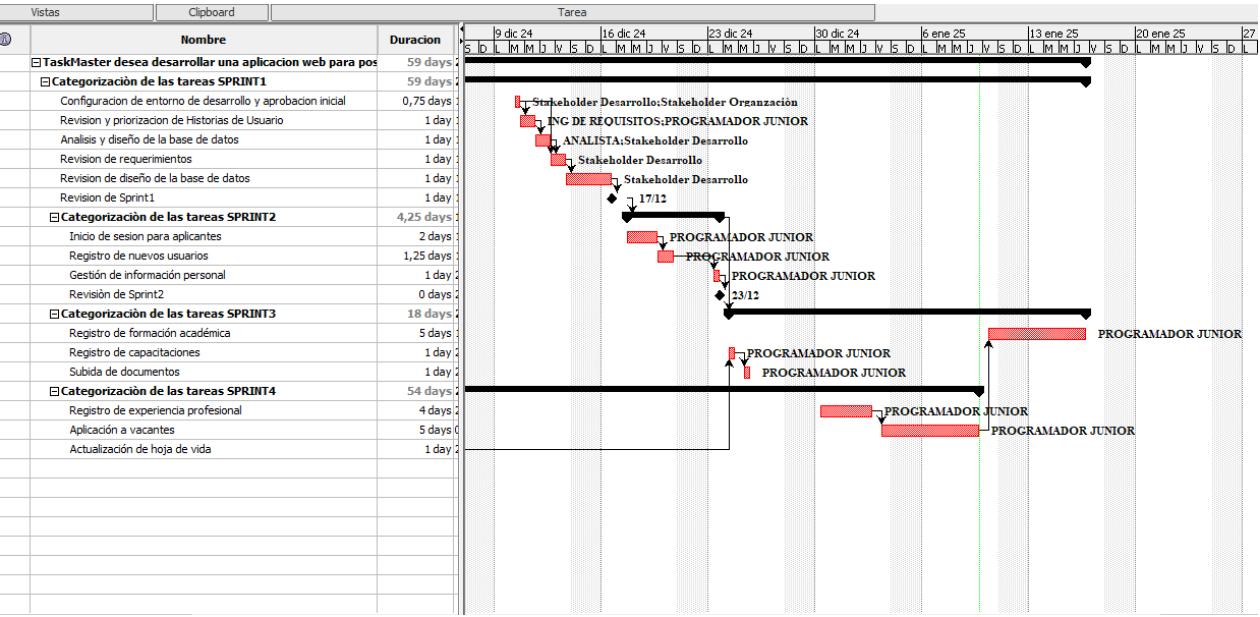 Vistas Clipboard Tarea
Nombre Duracion 9 dic 24 16 dic 24 23 dic 24 30 dic 24 6 ene 25 13 ene 25 20 ene 25 27
S D L M M J V S D L M M J V S D L M M J V S D L M M J V S D L M M J V S D L M M J V S D L M M J V S D L
TaskMaster desea desarrollar una aplicacion web para pos 59 days
Categorizaciòn de las tareas SPRINT1 59 days
Configuracion de entorno de desarrollo y aprobacion inicial 0,75 days Stakeholder Desarrollo;Stakeholder Organzaciòn
Revision y priorizacion de Historias de Usuario 1 day ING DE REQUISITOS;PROGRAMADOR JUNIOR
Analisis y diseño de la base de datos 1 day ANALISTA;Stakeholder Desarrollo
Revision de requerimientos 1 day Stakeholder Desarrollo
Revision de diseño de la base de datos 1 day Stakeholder Desarrollo
Revision de Sprint1 1 day 17/12
Categorizaciòn de las tareas SPRINT2 4,25 days
Inicio de sesion para aplicantes 2 days PROGRAMADOR JUNIOR
Registro de nuevos usuarios 1,25 days PROGRAMADOR JUNIOR
Gestión de información personal 1 day PROGRAMADOR JUNIOR
Revisiòn de Sprint2 0 days 23/12
Categorizaciòn de las tareas SPRINT3 18 days
Registro de formación académica 5 days PROGRAMADOR JUNIOR
Registro de capacitaciones 1 day PROGRAMADOR JUNIOR
Subida de documentos 1 day PROGRAMADOR JUNIOR
Categorizaciòn de las tareas SPRINT4 54 days
Registro de experiencia profesional 4 days PROGRAMADOR JUNIOR
Aplicación a vacantes 5 days PROGRAMADOR JUNIOR
Actualización de hoja de vida 1 day